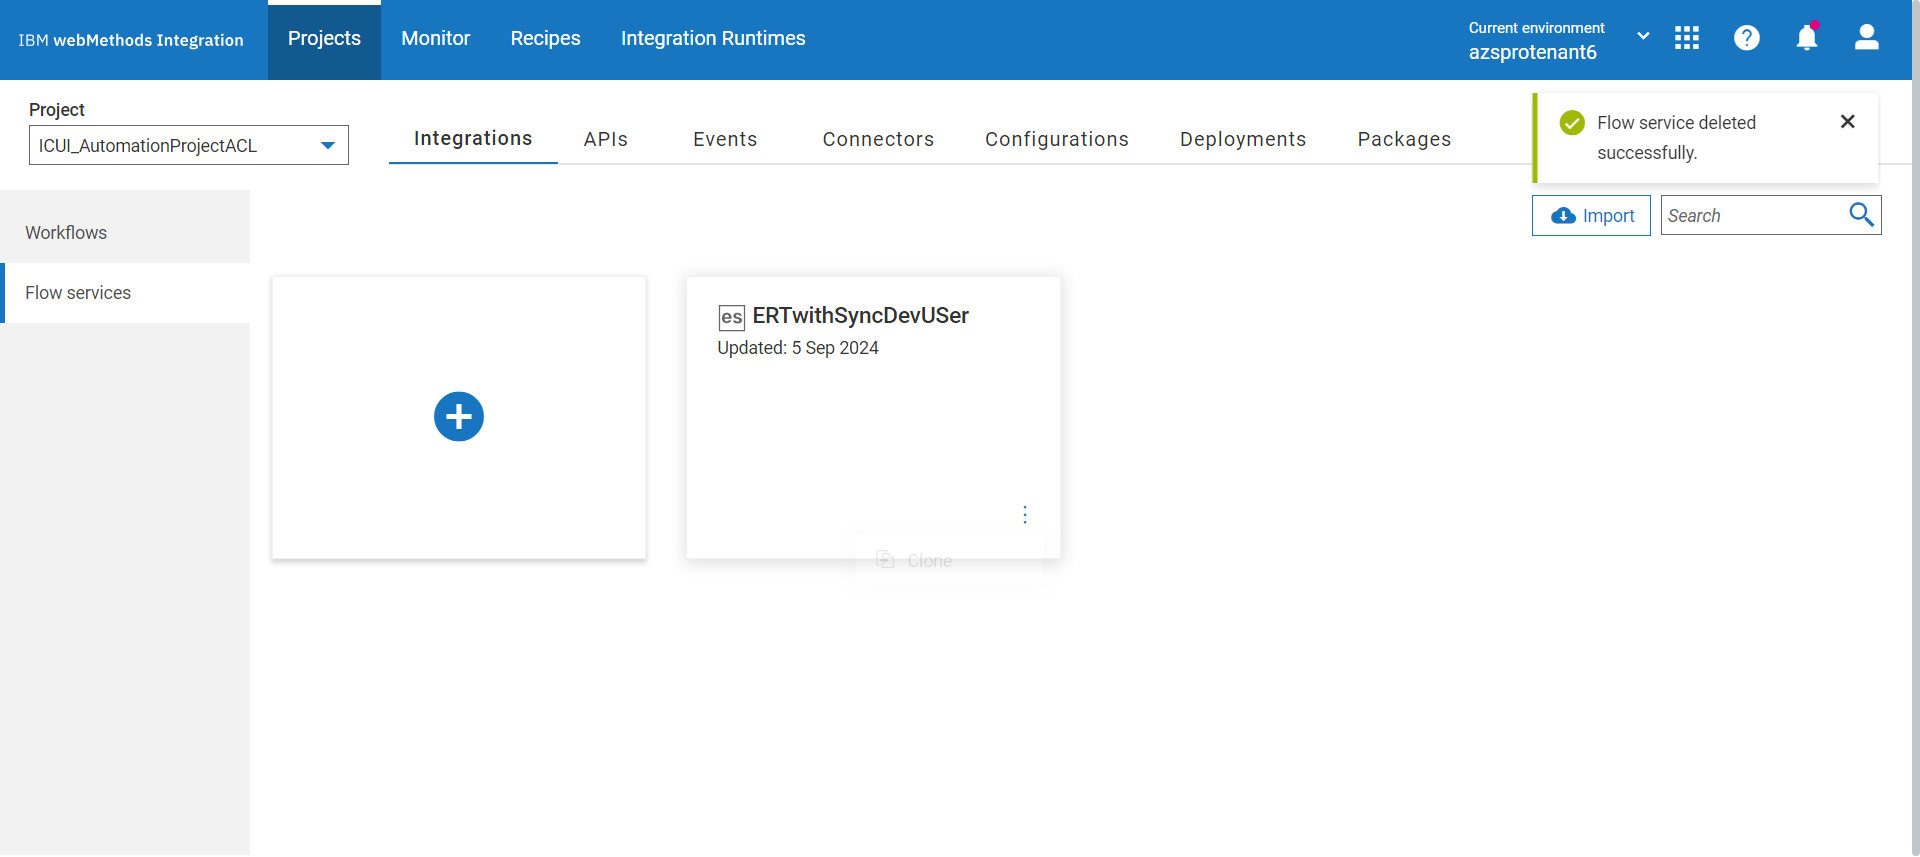 IBM webMethods Integration
Projects
Monitor
Recipes
Integration Runtimes
Current environment
azsprotenant6
Project
ICUI_AutomationProjectACL
Integrations
APIs
Events
Connectors
Configurations
Deployments
Packages
Flow service deleted
successfully.
Workflows
Flow services
Import
Search
es ERTwithSyncDevUSer
Updated: 5 Sep 2024
Clone